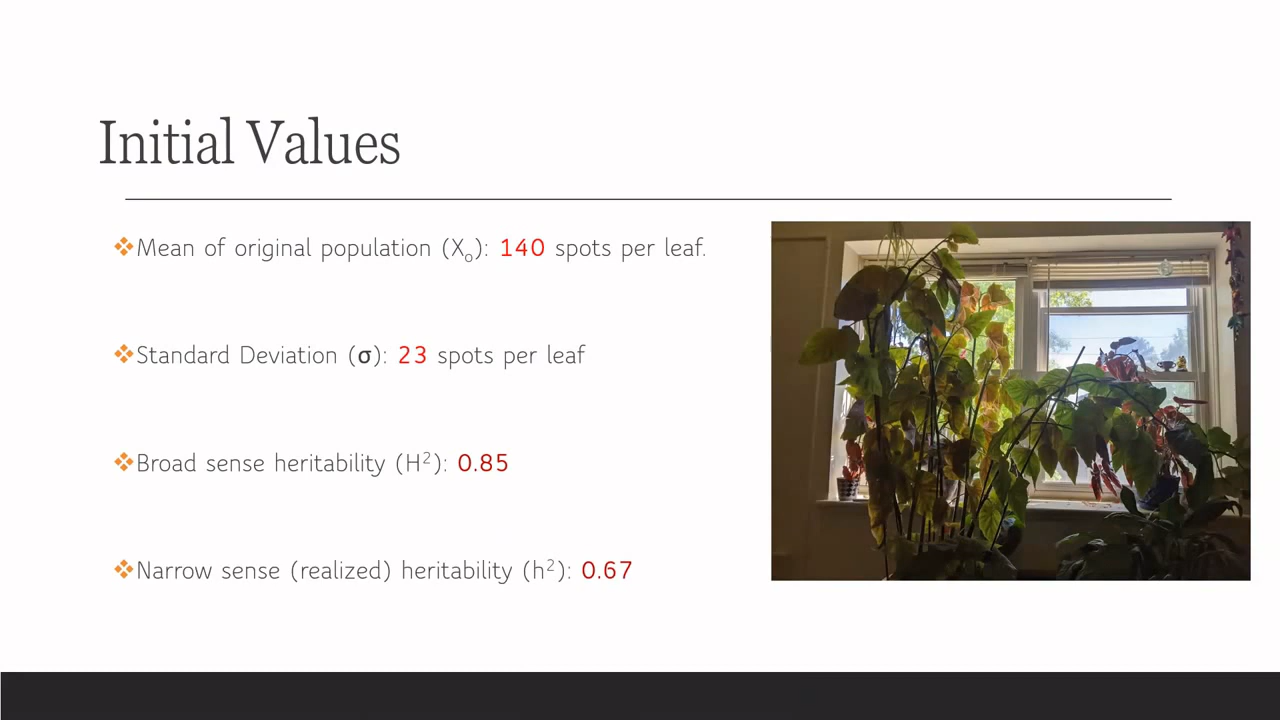 Initial Values
Mean of original population (Xₒ): 140 spots per leaf.
Standard Deviation (σ): 23 spots per leaf
Broad sense heritability (H²): 0.85
Narrow sense (realized) heritability (h²): 0.67